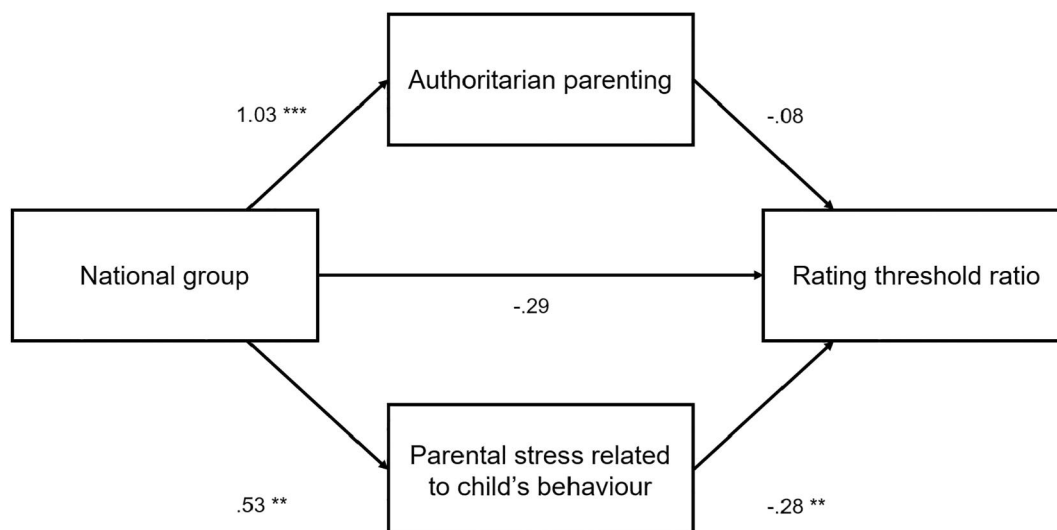 Authoritarian parenting
1.03 ***
-.08
National group
Rating threshold ratio
-.29
Parental stress related
to child’s behaviour
.53 **
-.28 **